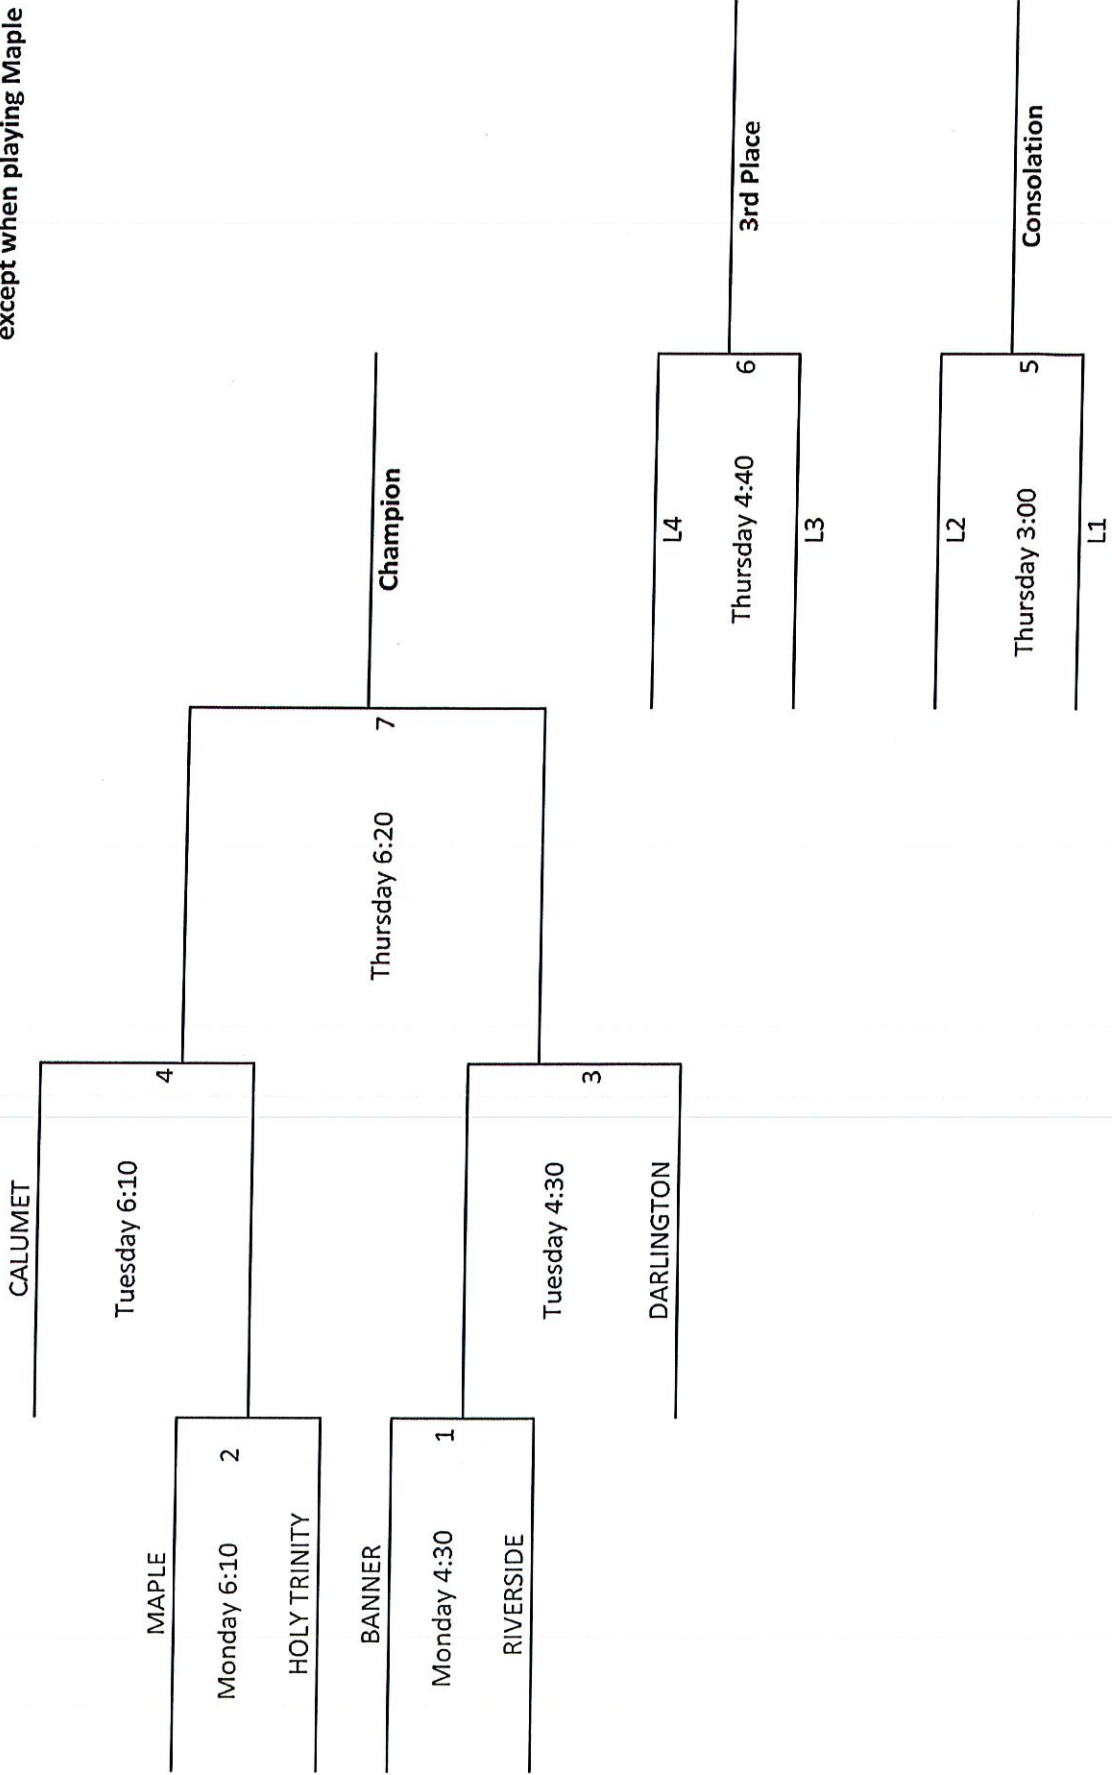 except when playing Maple
CALUMET
Tuesday 6:10
4
MAPLE
Monday 6:10
2
HOLY TRINITY
Thursday 6:20
7
Champion
BANNER
Monday 4:30
1
RIVERSIDE
Tuesday 4:30
3
DARLINGTON
L4
Thursday 4:40
6
3rd Place
L3
L2
Thursday 3:00
5
Consolation
L1